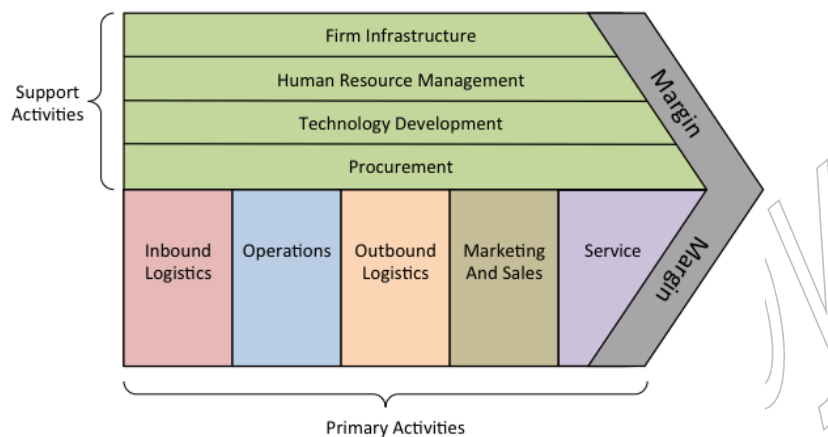 Firm Infrastructure
Human Resource Management
Technology Development
Procurement
Support
Activities
Margin
Inbound
Logistics
Operations
Outbound
Logistics
Marketing
And Sales
Service
Margin
Primary Activities